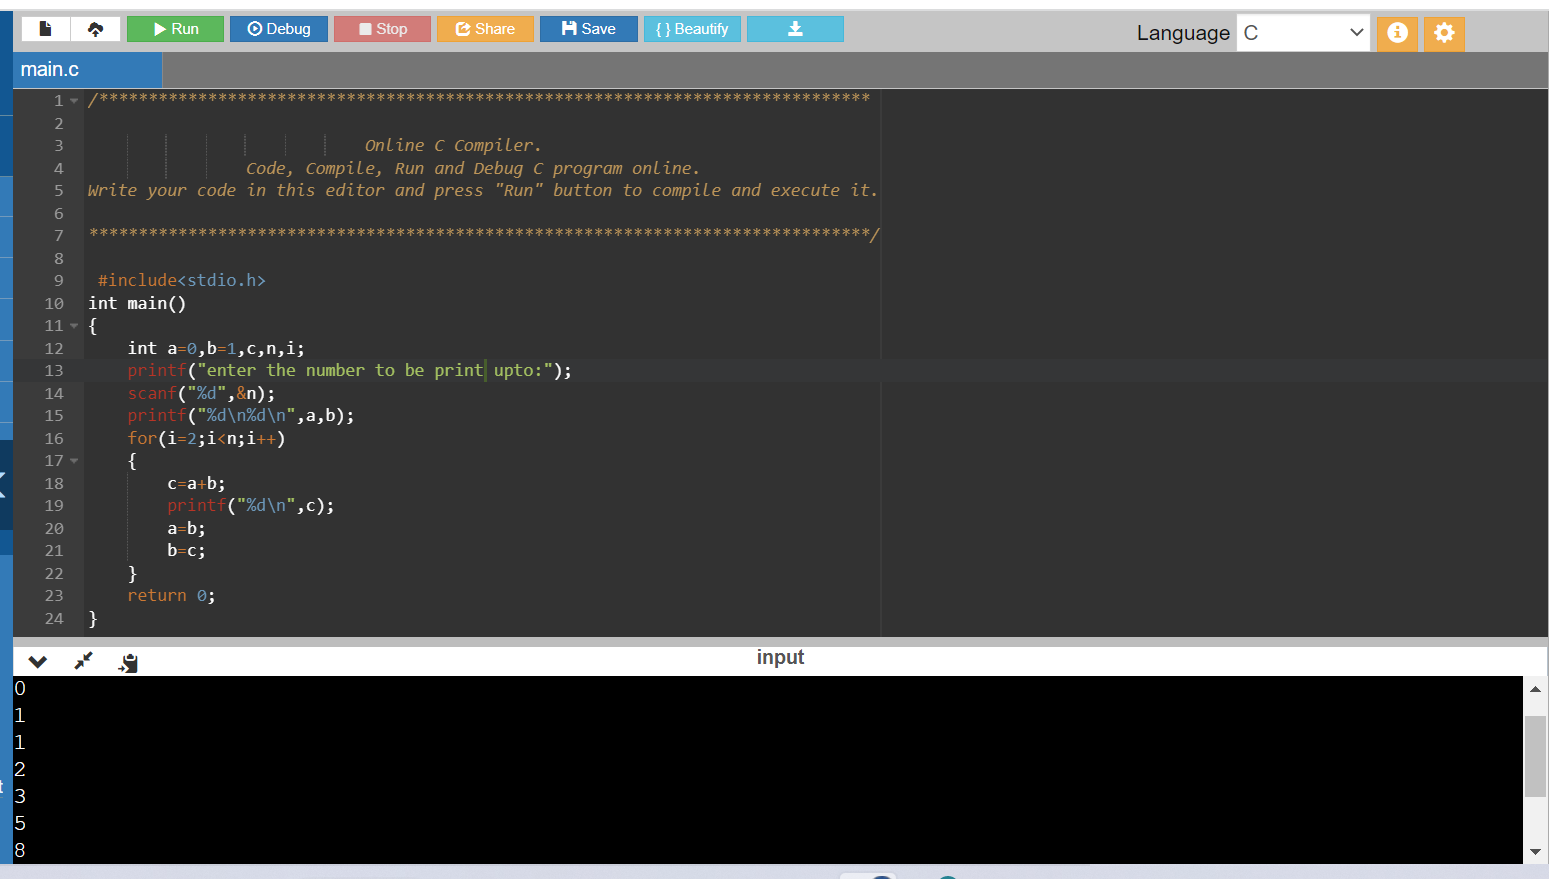 Run Debug Stop Share Save { } Beautify Language C
main.c
1 /******************************************************************************
2
3 Online C Compiler.
4 Code, Compile, Run and Debug C program online.
5 Write your code in this editor and press "Run" button to compile and execute it.
6
7 *******************************************************************************/
8
9 #include<stdio.h>
10 int main()
11 {
12 int a=0,b=1,c,n,i;
13 printf("enter the number to be print upto:");
14 scanf("%d",&n);
15 printf("%d\n%d\n",a,b);
16 for(i=2;i<n;i++)
17 {
18 c=a+b;
19 printf("%d\n",c);
20 a=b;
21 b=c;
22 }
23 return 0;
24 }
input
0
1
1
2
3
5
8